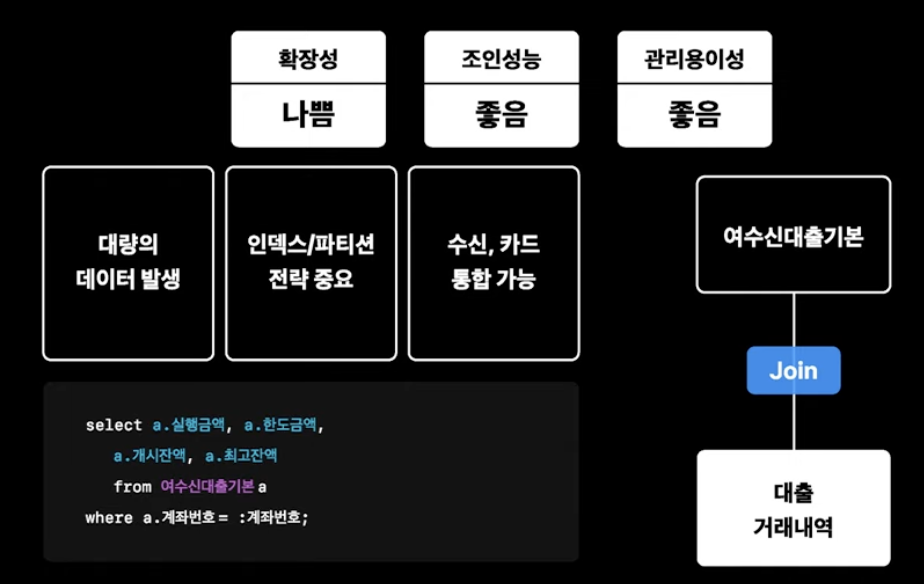 확장성
나쁨
조인성능
좋음
관리용이성
좋음
대량의
데이터 발생
인덱스/파티션
전략 중요
수신, 카드
통합 가능
여수신대출기본
Join
대출
거래내역
select a.실행금액, a.한도금액,
a.개시잔액, a.최고잔액
from 여수신대출기본 a
where a.계좌번호 = :계좌번호;